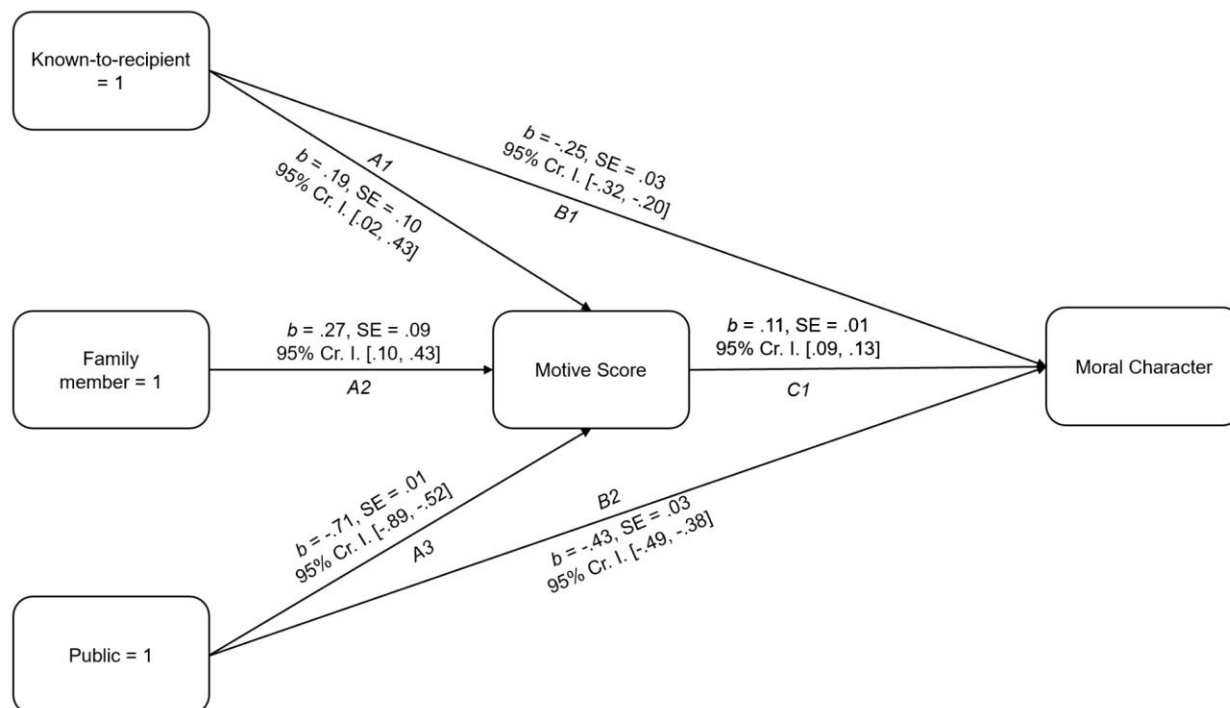 Known-to-recipient
= 1
b = -.25, SE = .03
95% Cr. I. [-.32, -.20]
B1
A1
b = .19, SE = .10
95% Cr. I. [.02, .43]
Family
member = 1
b = .27, SE = .09
95% Cr. I. [.10, .43]
A2
Motive Score
b = .11, SE = .01
95% Cr. I. [.09, .13]
C1
Moral Character
b = -.71, SE = .01
95% Cr. I. [-.89, -.52]
A3
B2
b = -.43, SE = .03
95% Cr. I. [-.49, -.38]
Public = 1